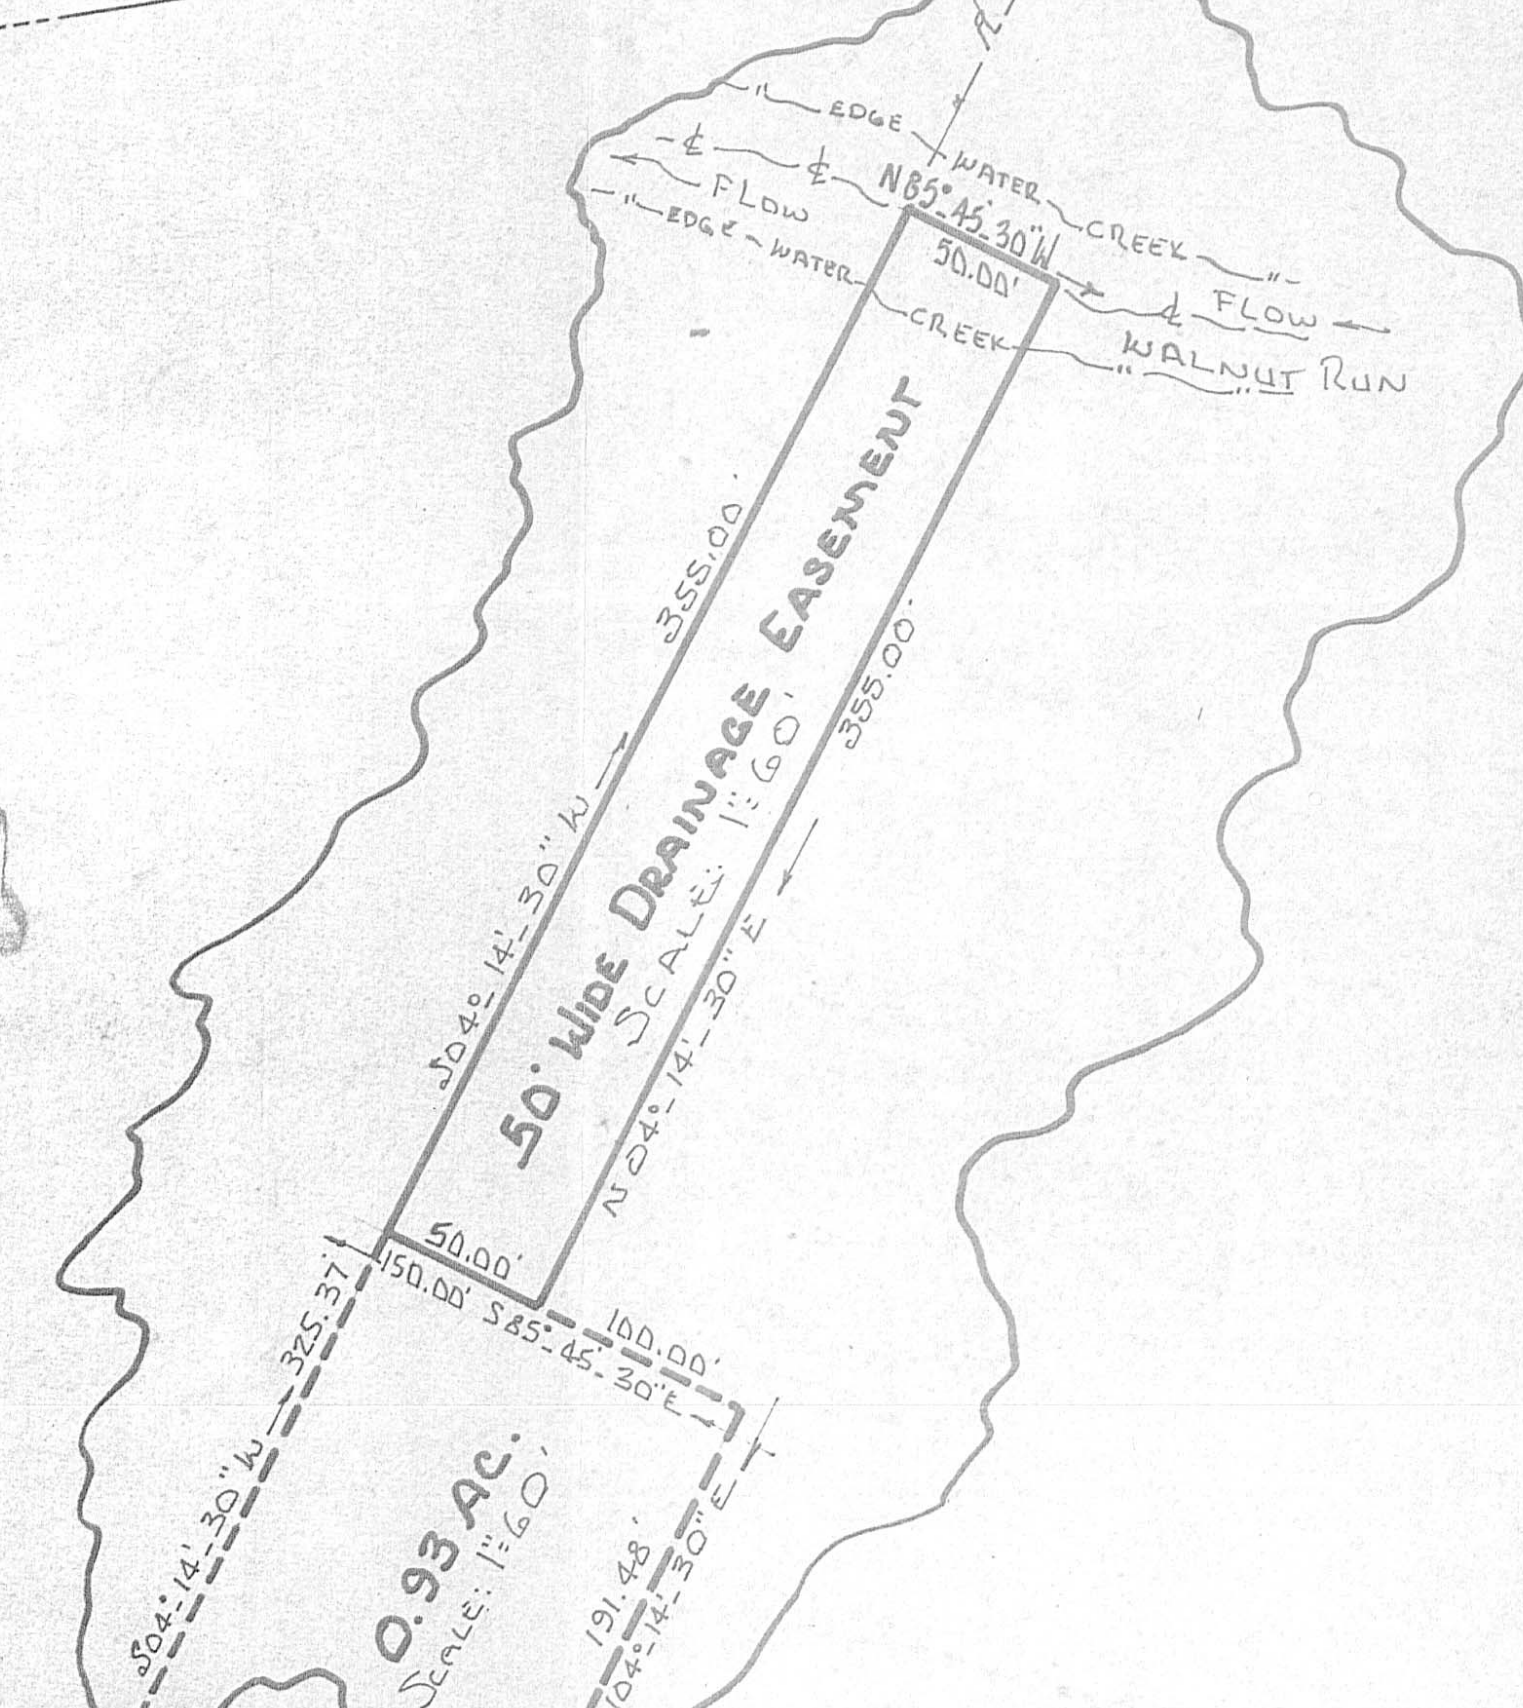 " EDGE WATER CREEK "
℄ ℄
FLOW
" EDGE WATER CREEK " "
N85°-45'-30"W
50.00'
℄ FLOW
WALNUT RUN
355.00'
S04°-14'-30"W
50' WIDE DRAINAGE EASEMENT
SCALE: 1"=60'
355.00'
N04°-14'-30"E
50.00'
150.00' S85°-45'-30"E
100.00'
325.37'
S04°-14'-30"W
0.93 AC.
SCALE: 1"=60'
191.48'
04°-14'-30"E